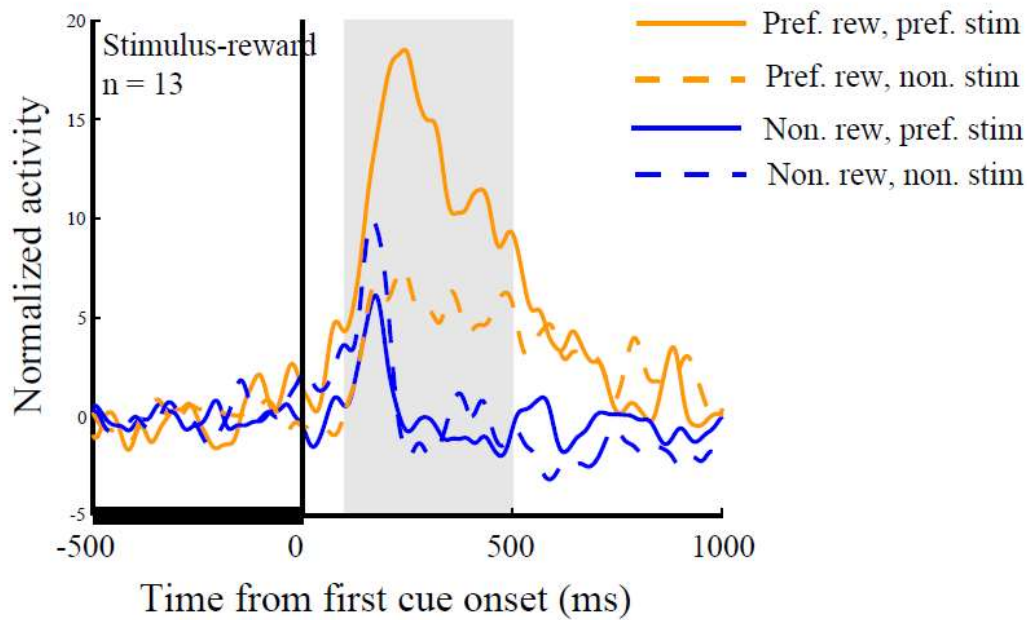 20
Stimulus-reward
n = 13
15
10
5
0
-5
-500 0 500 1000
Normalized activity
Time from first cue onset (ms)
Pref. rew, pref. stim
Pref. rew, non. stim
Non. rew, pref. stim
Non. rew, non. stim